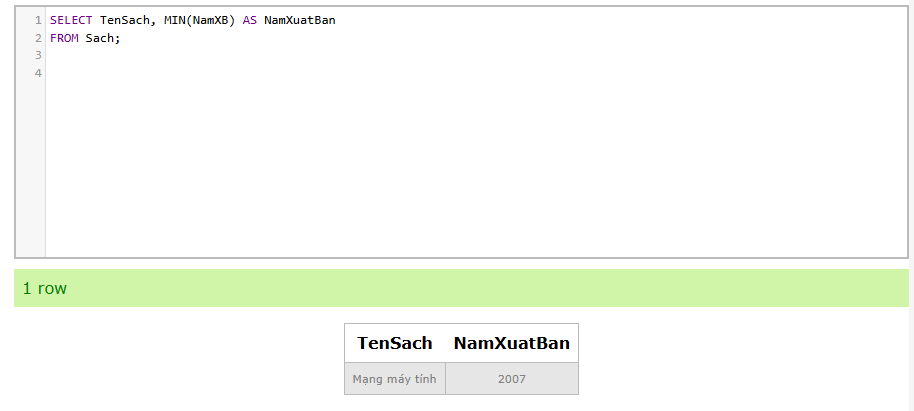 1 SELECT TenSach, MIN(NamXB) AS NamXuatBan
2 FROM Sach;
3
4
1 row
TenSach NamXuatBan
Mạng máy tính 2007